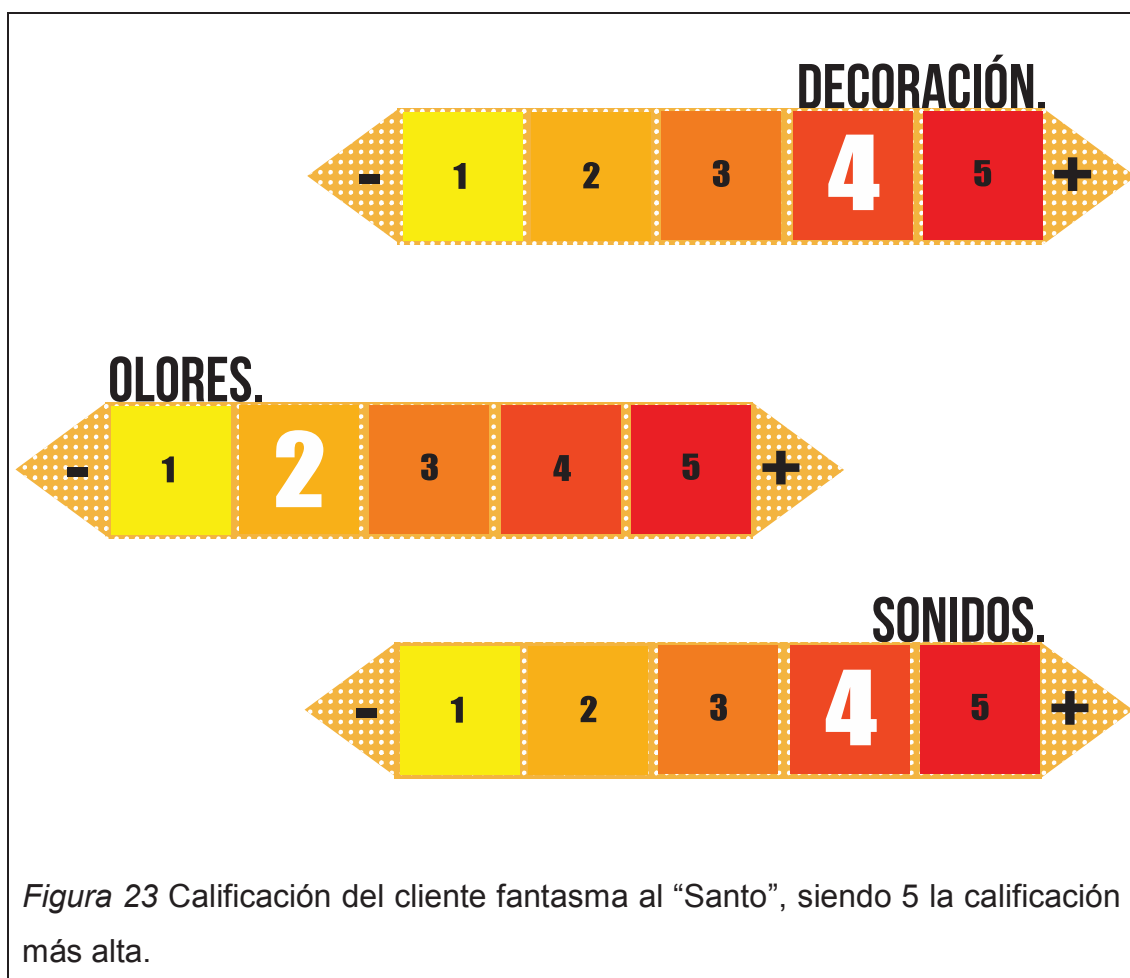 DECORACIÓN.
- 1 2 3 4 5 +
OLORES.
- 1 2 3 4 5 +
SONIDOS.
- 1 2 3 4 5 +
Figura 23 Calificación del cliente fantasma al “Santo”, siendo 5 la calificación
más alta.